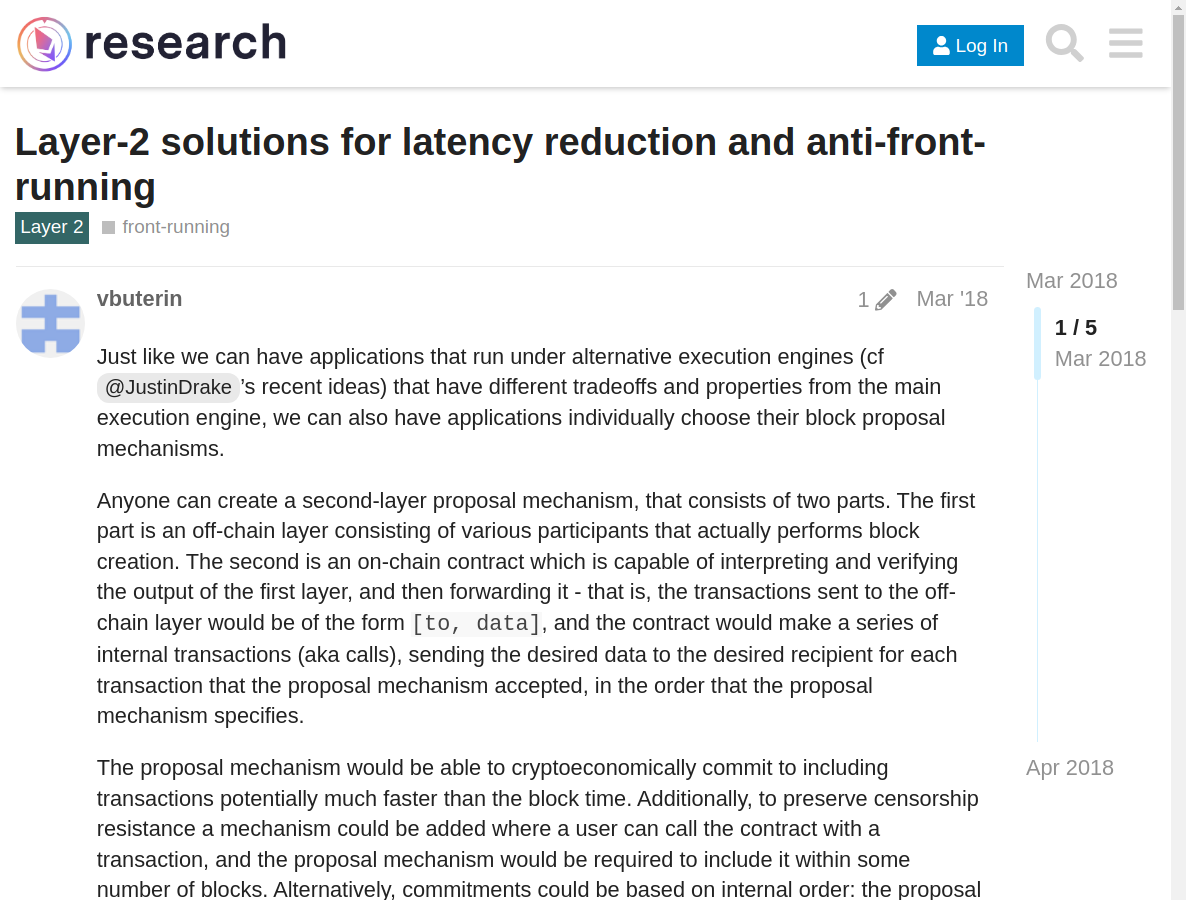 research
Log In
Layer-2 solutions for latency reduction and anti-front-
running
Layer 2 front-running
Mar 2018
vbuterin 1 Mar '18
1 / 5
Mar 2018
Just like we can have applications that run under alternative execution engines (cf
@JustinDrake’s recent ideas) that have different tradeoffs and properties from the main
execution engine, we can also have applications individually choose their block proposal
mechanisms.
Anyone can create a second-layer proposal mechanism, that consists of two parts. The first
part is an off-chain layer consisting of various participants that actually performs block
creation. The second is an on-chain contract which is capable of interpreting and verifying
the output of the first layer, and then forwarding it - that is, the transactions sent to the off-
chain layer would be of the form [to, data], and the contract would make a series of
internal transactions (aka calls), sending the desired data to the desired recipient for each
transaction that the proposal mechanism accepted, in the order that the proposal
mechanism specifies.
The proposal mechanism would be able to cryptoeconomically commit to including
transactions potentially much faster than the block time. Additionally, to preserve censorship
resistance a mechanism could be added where a user can call the contract with a
transaction, and the proposal mechanism would be required to include it within some
number of blocks. Alternatively, commitments could be based on internal order: the proposal
Apr 2018